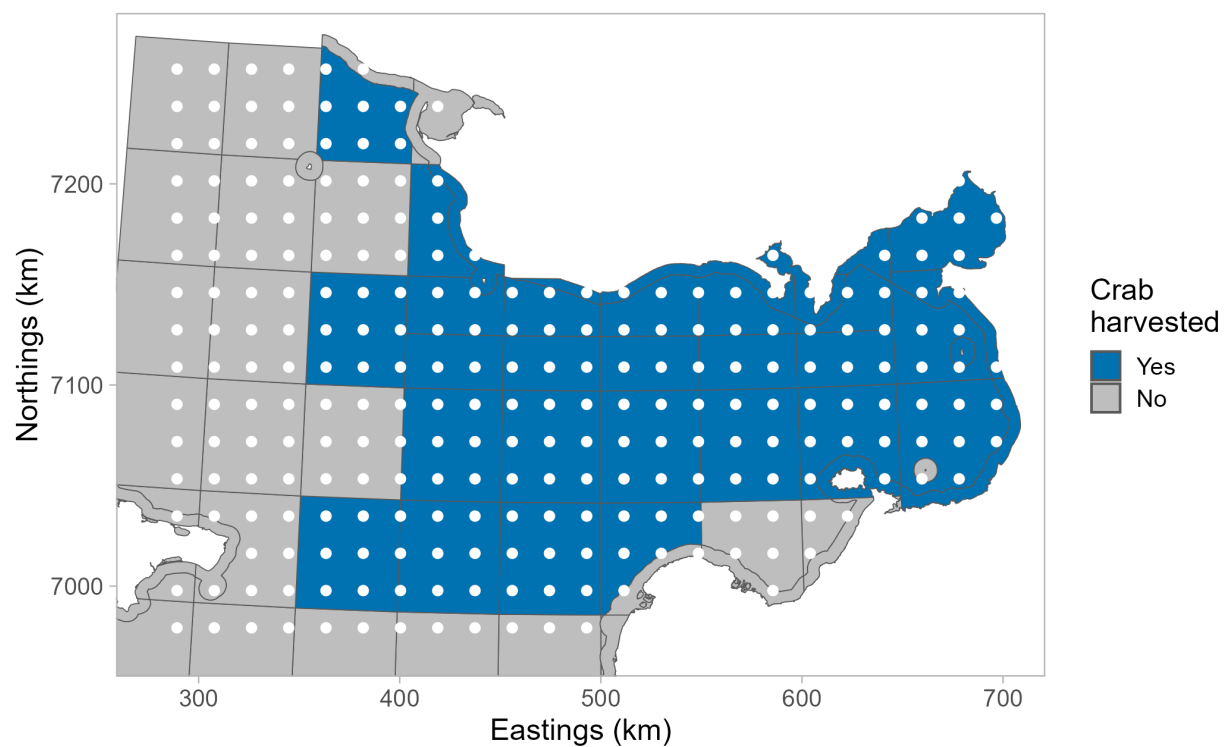 7200
7100
7000
Northings (km)
300
400
500
600
700
Eastings (km)
Crab
harvested
Yes
No